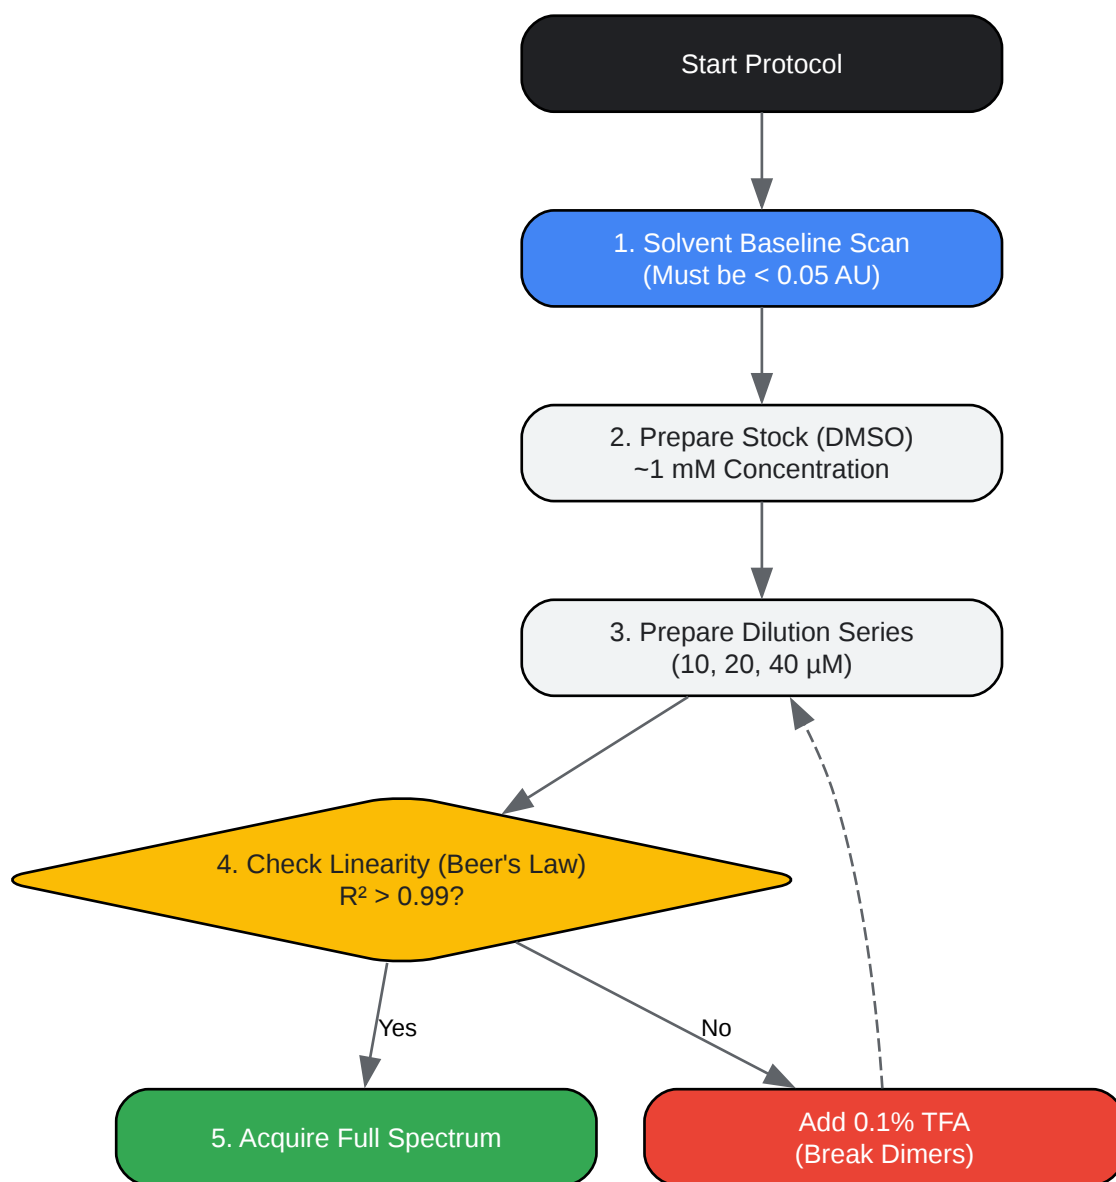 Start Protocol
1. Solvent Baseline Scan
(Must be < 0.05 AU)
2. Prepare Stock (DMSO)
~1 mM Concentration
3. Prepare Dilution Series
(10, 20, 40 µM)
4. Check Linearity (Beer's Law)
R² > 0.99?
Yes
No
5. Acquire Full Spectrum
Add 0.1% TFA
(Break Dimers)